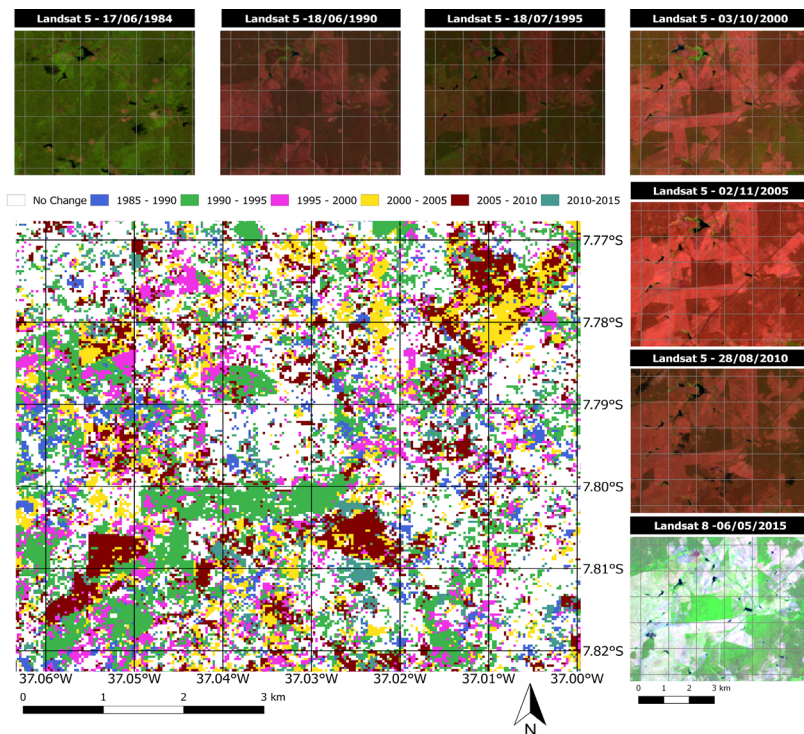 Landsat 5 - 17/06/1984
Landsat 5 -18/06/1990
Landsat 5 - 18/07/1995
Landsat 5 - 03/10/2000
No Change
1985 - 1990
1990 - 1995
1995 - 2000
2000 - 2005
2005 - 2010
2010-2015
Landsat 5 - 02/11/2005
7.77°S
7.78°S
7.79°S
7.80°S
7.81°S
7.82°S
Landsat 5 - 28/08/2010
Landsat 8 -06/05/2015
37.06°W
37.05°W
37.04°W
37.03°W
37.02°W
37.01°W
37.00°W
0 1 2 3 km
N
0 1 2 3 km